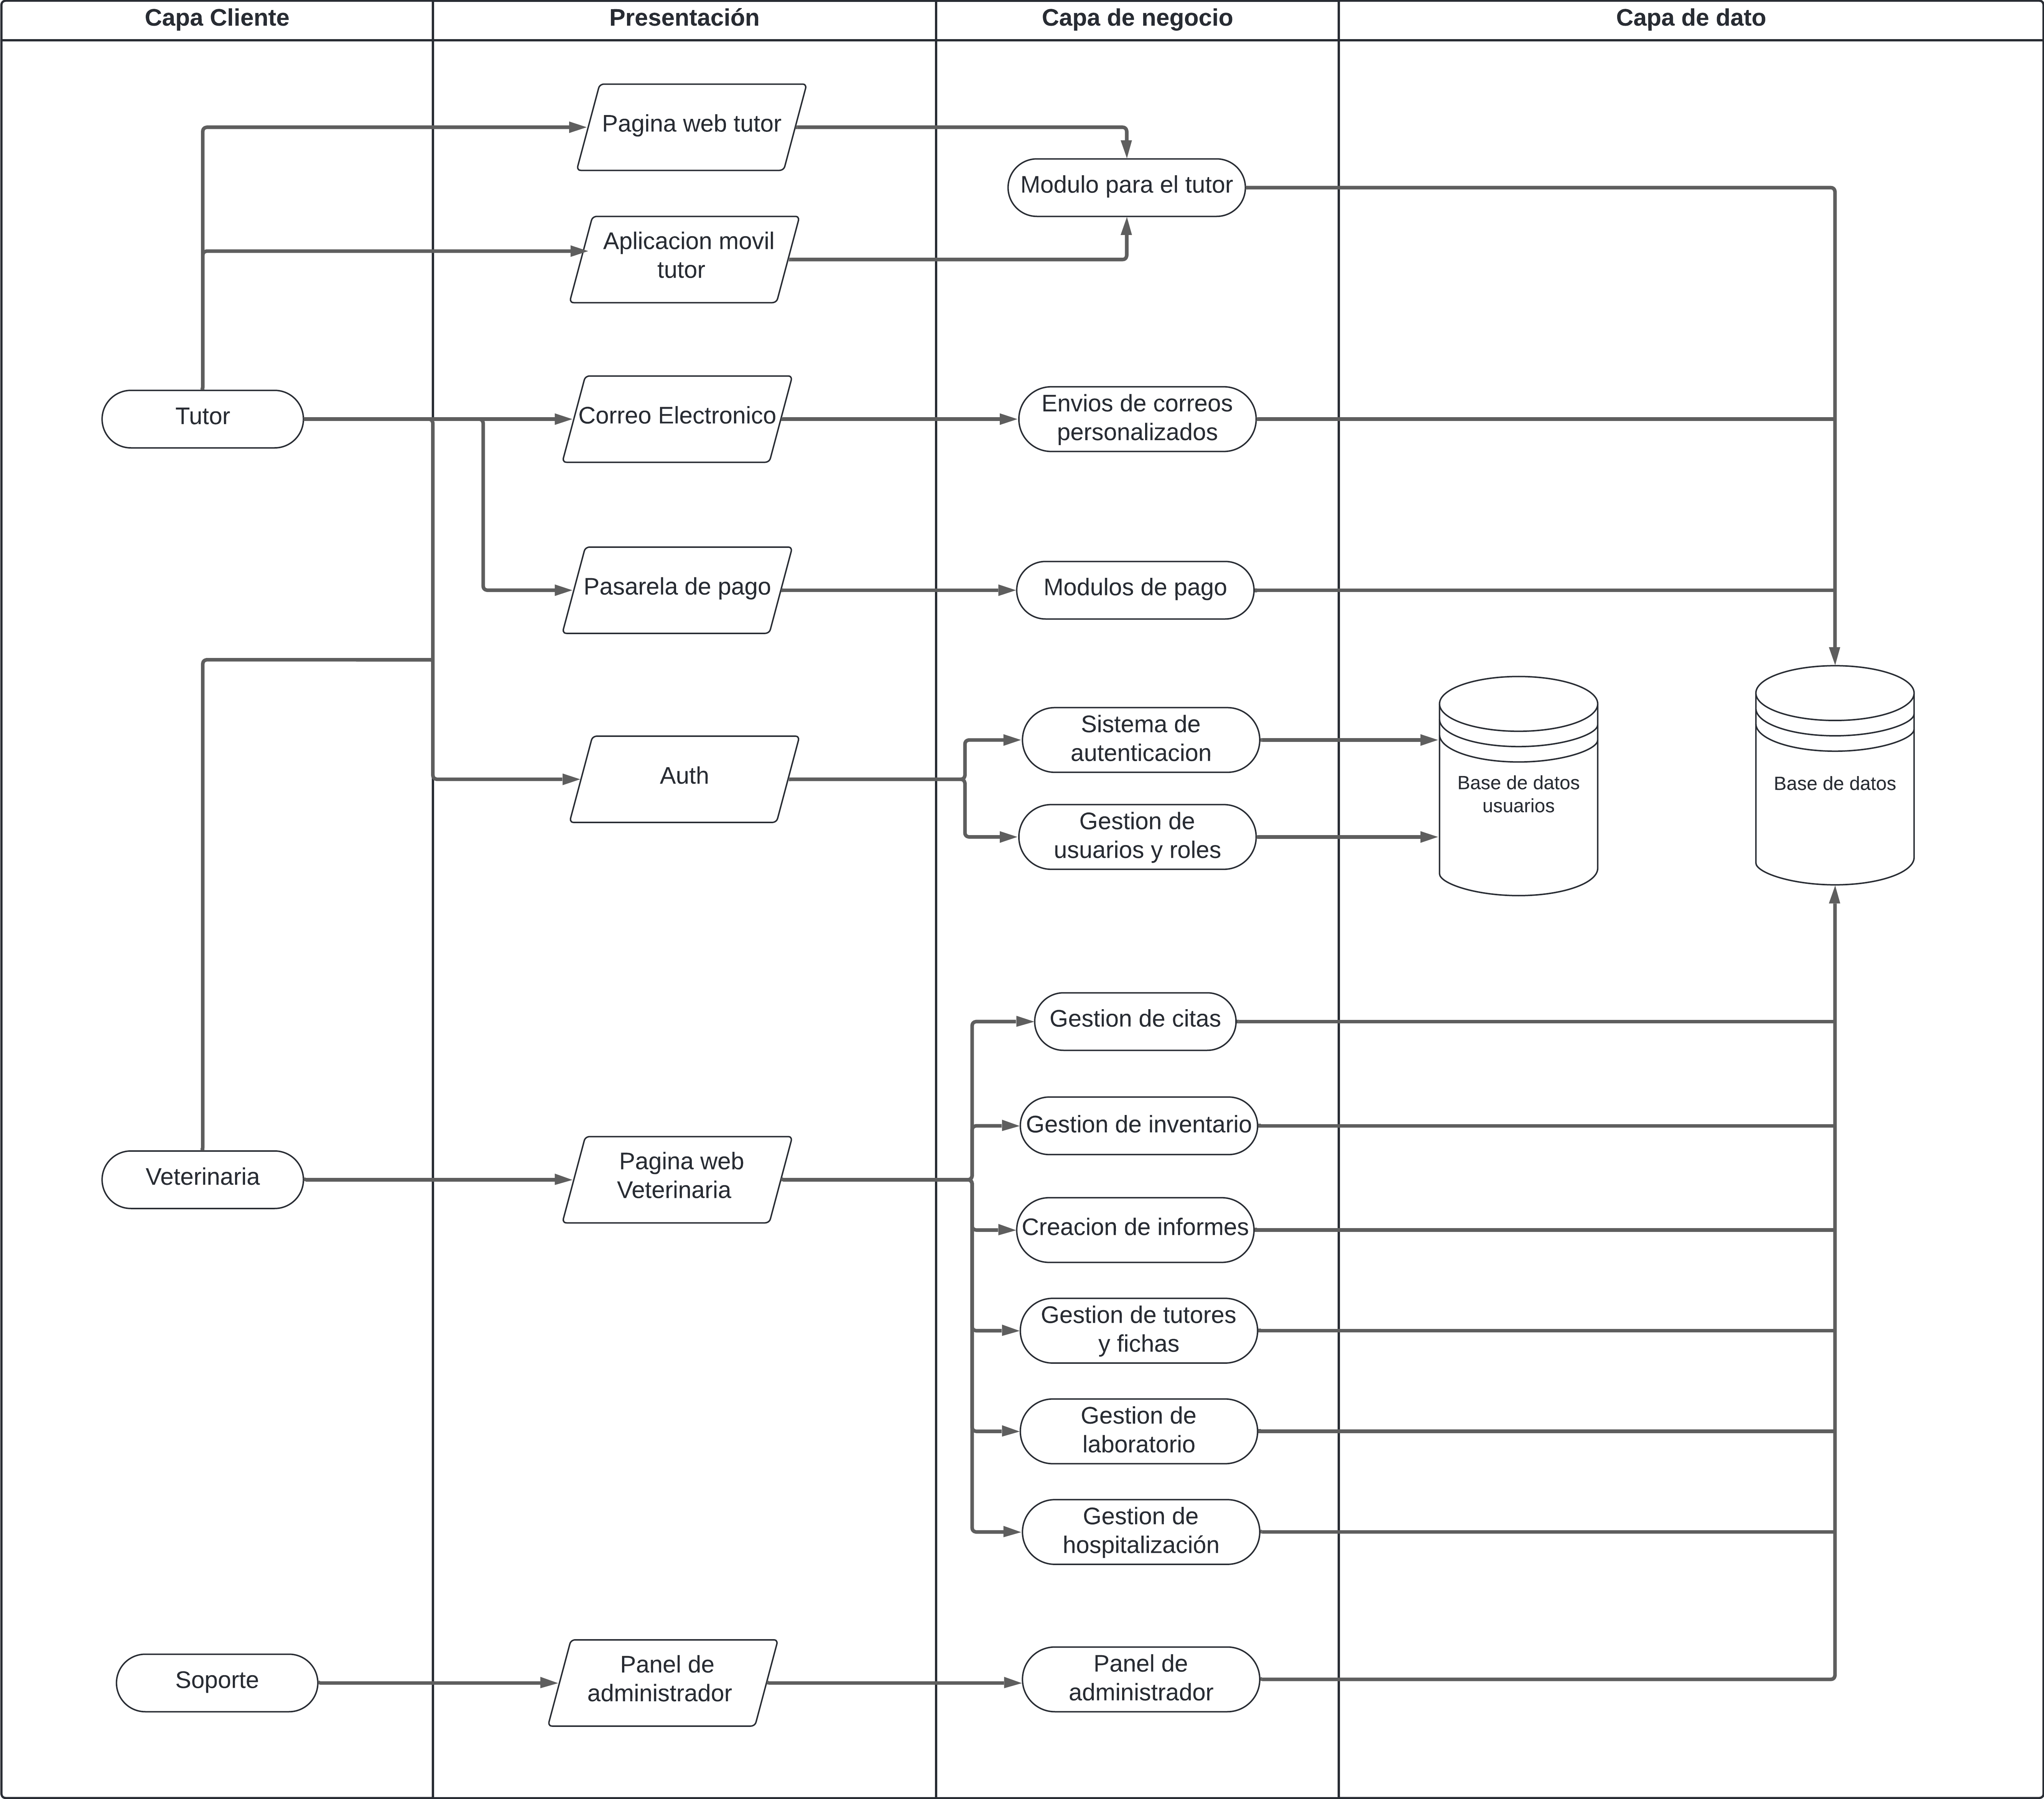 Capa Cliente
Presentación
Capa de negocio
Capa de dato
Pagina web tutor
Modulo para el tutor
Aplicacion movil
tutor
Tutor
Correo Electronico
Envios de correos
personalizados
Pasarela de pago
Modulos de pago
Auth
Sistema de
autenticacion
Gestion de
usuarios y roles
Base de datos
usuarios
Base de datos
Veterinaria
Pagina web
Veterinaria
Gestion de citas
Gestion de inventario
Creacion de informes
Gestion de tutores
y fichas
Gestion de
laboratorio
Gestion de
hospitalización
Soporte
Panel de
administrador
Panel de
administrador